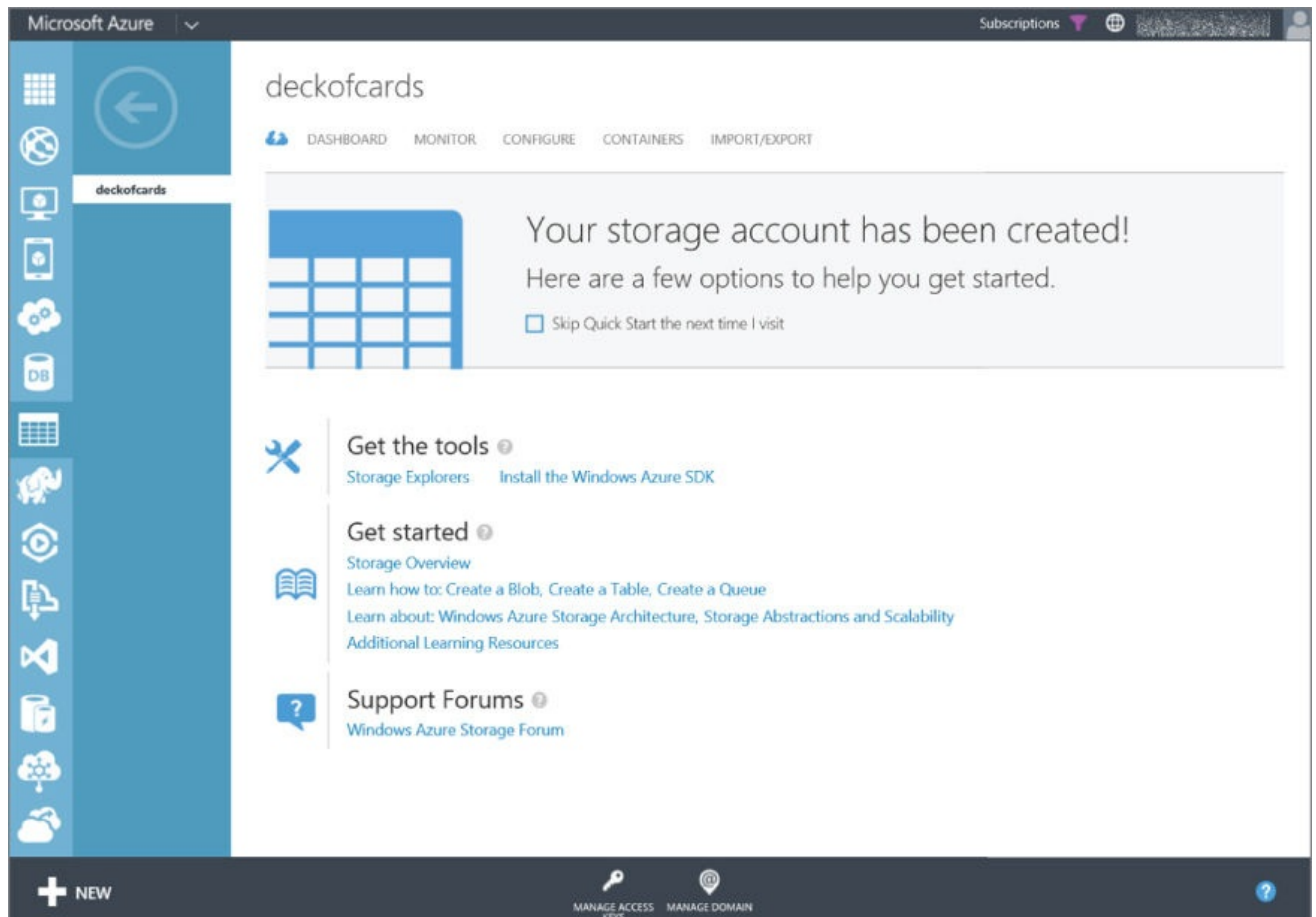 Microsoft Azure
Subscriptions
deckofcards
DASHBOARD MONITOR CONFIGURE CONTAINERS IMPORT/EXPORT
deckofcards
Your storage account has been created!
Here are a few options to help you get started.
Skip Quick Start the next time I visit
DB
Get the tools ?
Storage Explorers Install the Windows Azure SDK
Get started ?
Storage Overview
Learn how to: Create a Blob, Create a Table, Create a Queue
Learn about: Windows Azure Storage Architecture, Storage Abstractions and Scalability
Additional Learning Resources
? Support Forums ?
Windows Azure Storage Forum
NEW
@
?
MANAGE ACCESS MANAGE DOMAIN